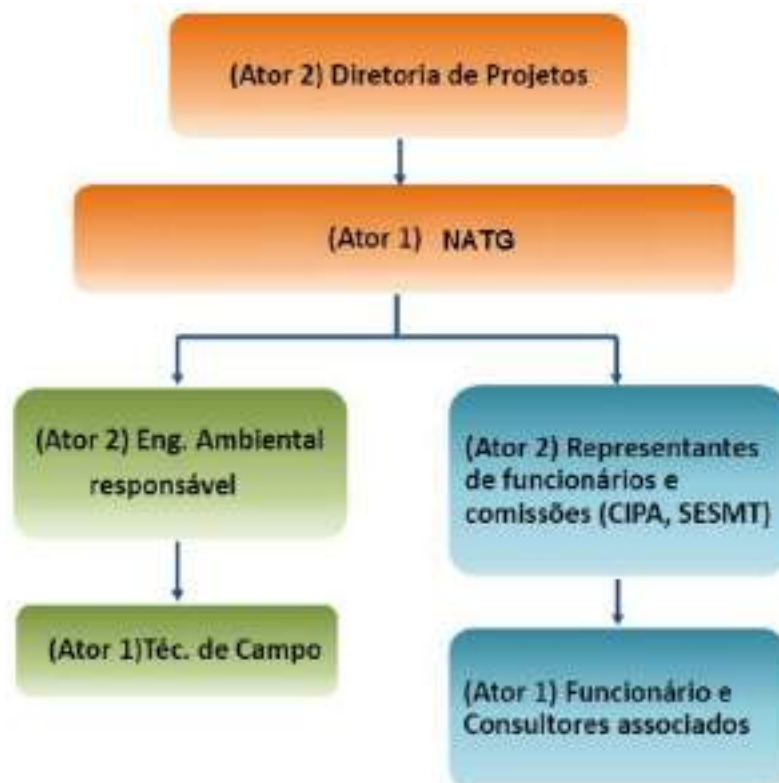 (Ator 2) Diretoria de Projetos
(Ator 1) NATG
(Ator 2) Eng. Ambiental
responsável
(Ator 2) Representantes
de funcionários e
comissões (CIPA, SESMT)
(Ator 1)Téc. de Campo
(Ator 1) Funcionário e
Consultores associados